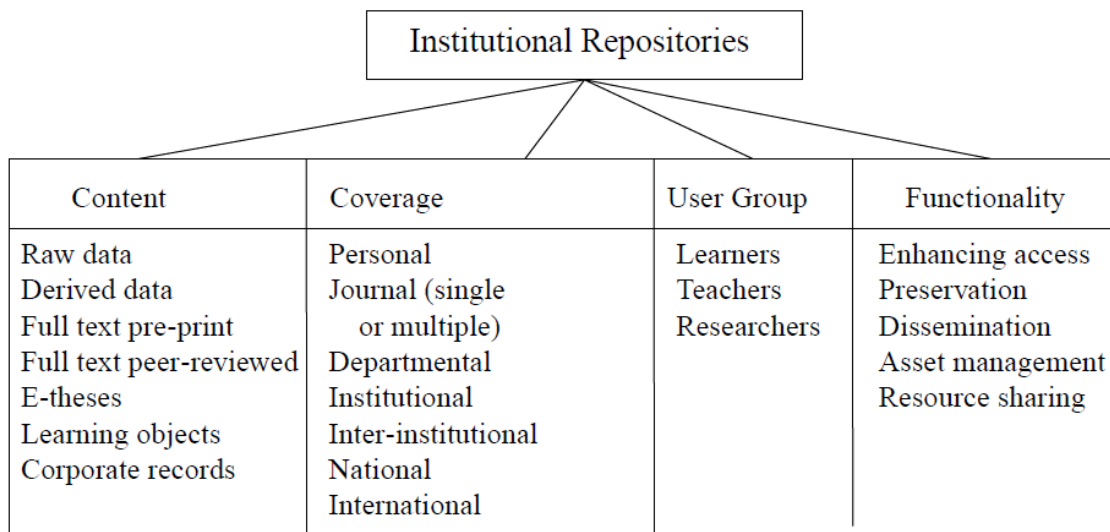 Institutional Repositories
Content
Raw data
Derived data
Full text pre-print
Full text peer-reviewed
E-theses
Learning objects
Corporate records
Coverage
Personal
Journal (single
or multiple)
Departmental
Institutional
Inter-institutional
National
International
User Group
Learners
Teachers
Researchers
Functionality
Enhancing access
Preservation
Dissemination
Asset management
Resource sharing